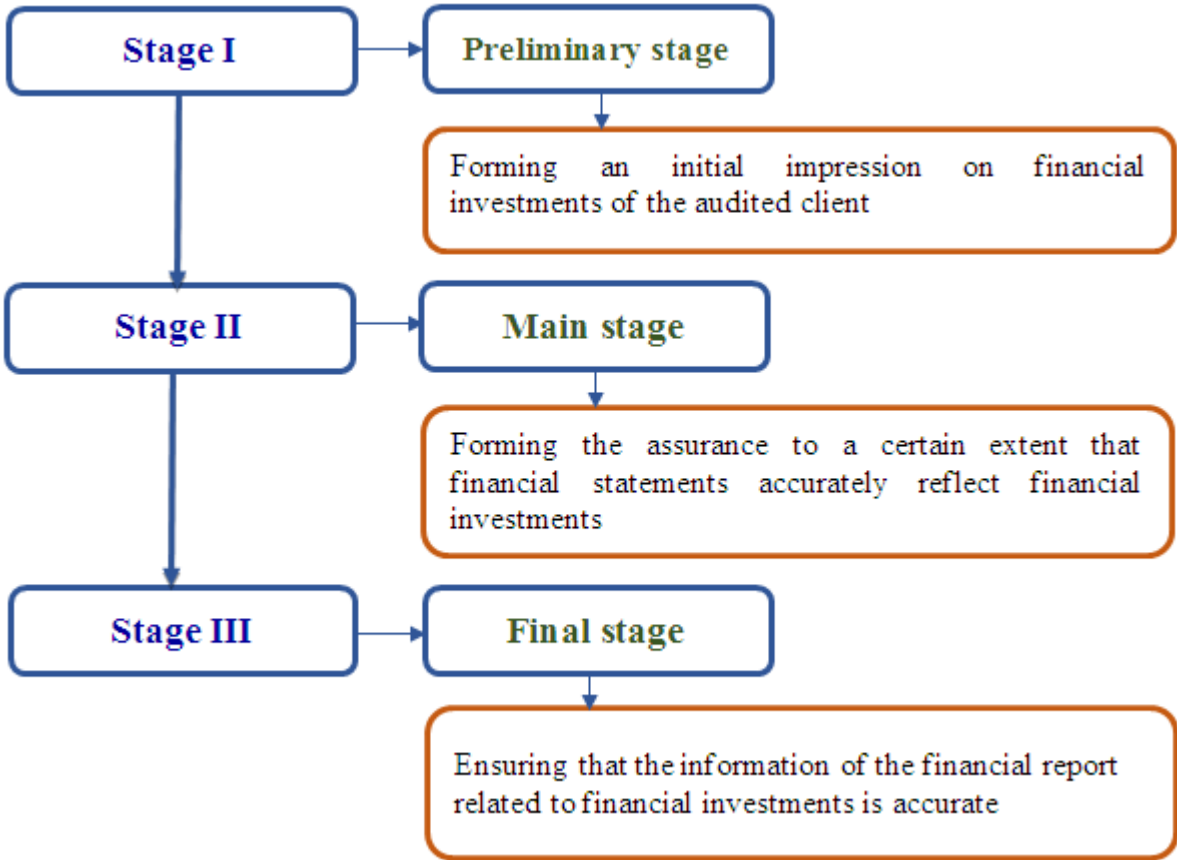 Stage I
Preliminary stage
Forming an initial impression on financial
investments of the audited client
Stage II
Main stage
Forming the assurance to a certain extent that
financial statements accurately reflect financial
investments
Stage III
Final stage
Ensuring that the information of the financial report
related to financial investments is accurate